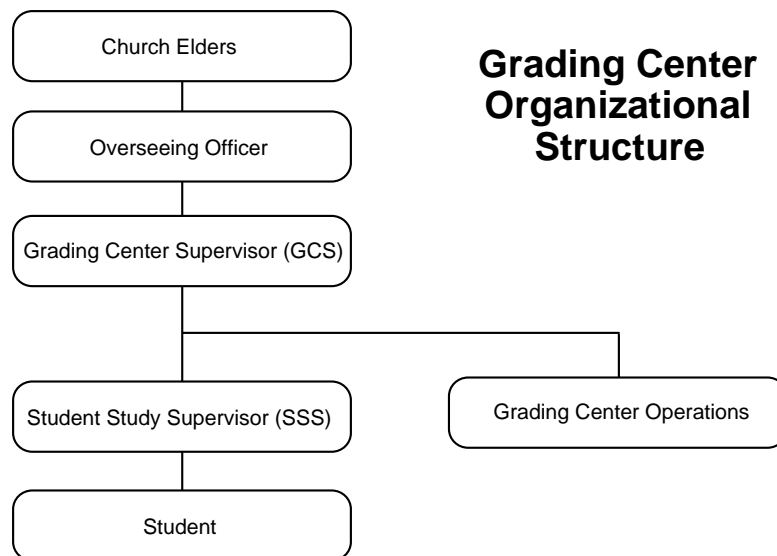 Church Elders
Grading Center
Organizational
Structure
Overseeing Officer
Grading Center Supervisor (GCS)
Student Study Supervisor (SSS)
Grading Center Operations
Student